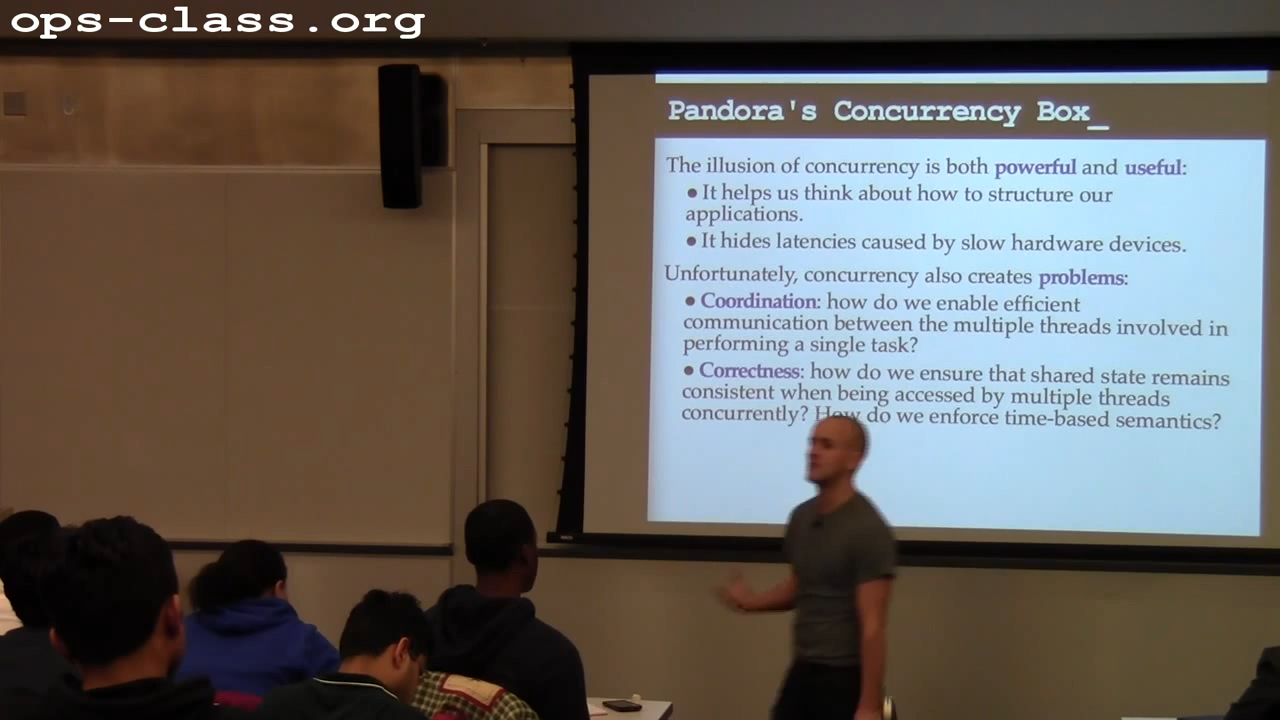 ops-class.org
Pandora's Concurrency Box_
The illusion of concurrency is both powerful and useful:
● It helps us think about how to structure our
applications.
● It hides latencies caused by slow hardware devices.
Unfortunately, concurrency also creates problems:
● Coordination: how do we enable efficient
communication between the multiple threads involved in
performing a single task?
● Correctness: how do we ensure that shared state remains
consistent when being accessed by multiple threads
concurrently? How do we enforce time-based semantics?